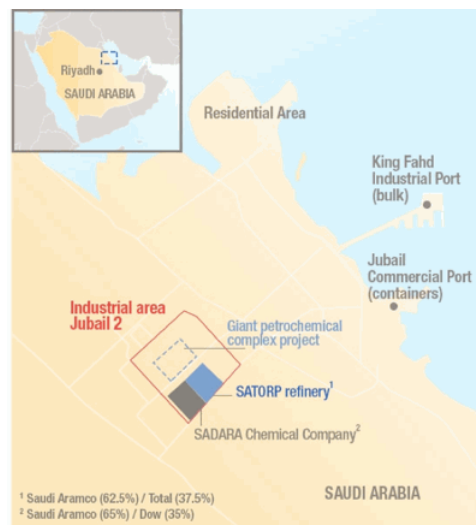 Riyadh
SAUDI ARABIA
Residential Area
King Fahd
Industrial Port
(bulk)
Jubail
Commercial Port
(containers)
Industrial area
Jubail 2
Giant petrochemical
complex project
SATORP refinery¹
SADARA Chemical Company²
SAUDI ARABIA
¹ Saudi Aramco (62.5%) / Total (37.5%)
² Saudi Aramco (65%) / Dow (35%)